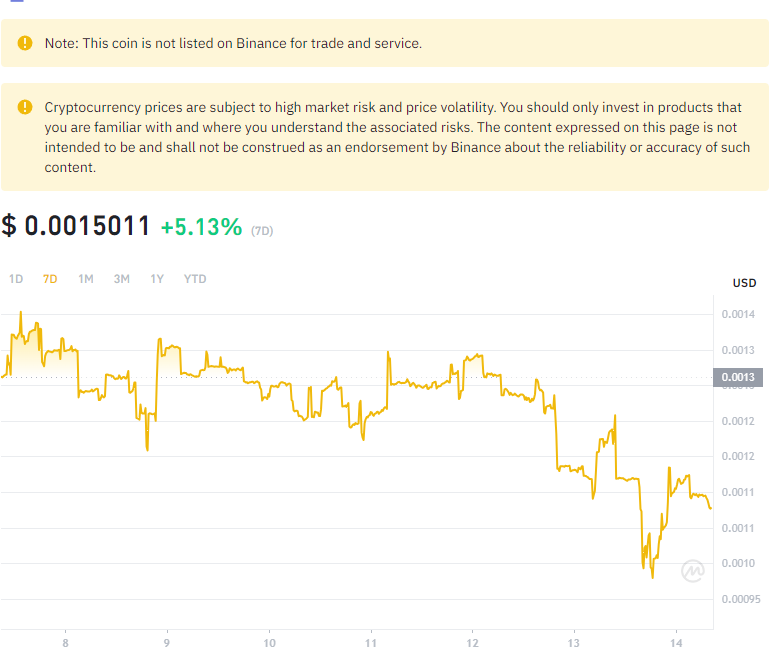 Note: This coin is not listed on Binance for trade and service.
Cryptocurrency prices are subject to high market risk and price volatility. You should only invest in products that
you are familiar with and where you understand the associated risks. The content expressed on this page is not
intended to be and shall not be construed as an endorsement by Binance about the reliability or accuracy of such
content.
$ 0.0015011 +5.13% (7D)
1D 7D 1M 3M 1Y YTD
USD
0.0014
0.0013
0.0013
0.0012
0.0012
0.0011
0.0011
0.0010
0.00095
8 9 10 11 12 13 14